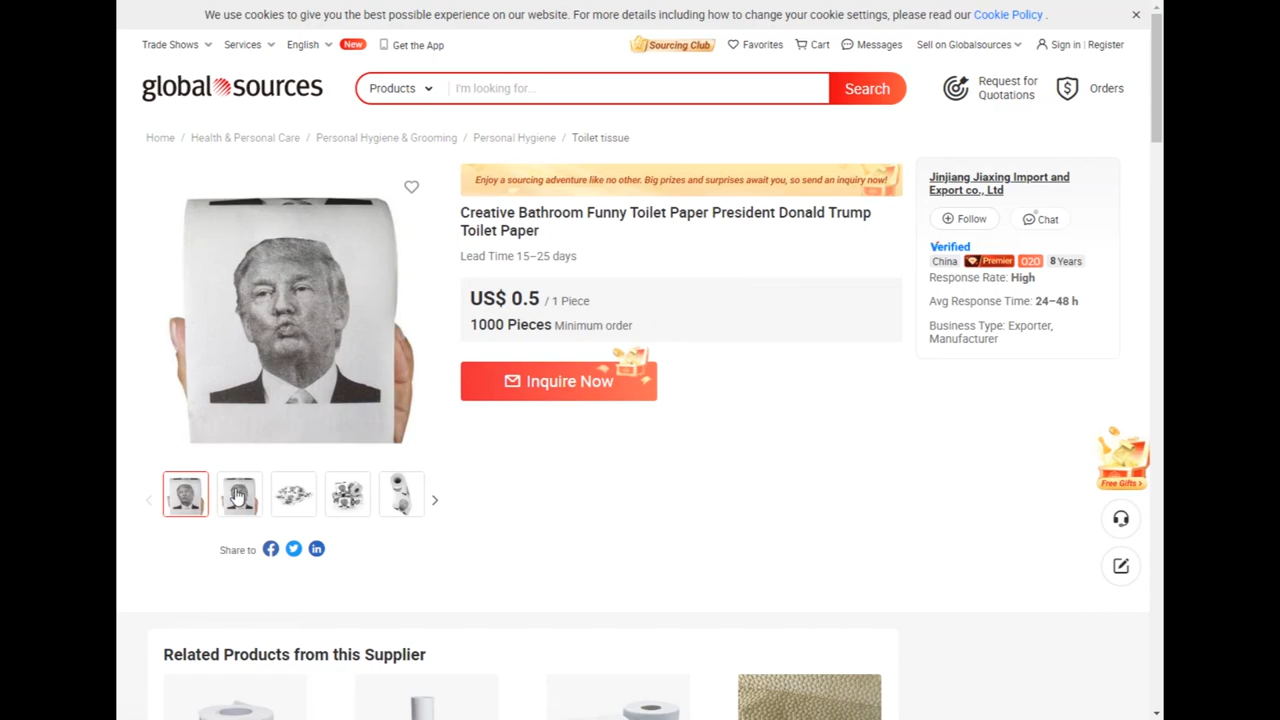 We use cookies to give you the best possible experience on our website. For more details including how to change your cookie settings, please read our Cookie Policy .
Trade Shows
Services
English
New
Get the App
Sourcing Club
Favorites
Cart
Messages
Sell on Globalsources
Sign in | Register
global sources
Products
I'm looking for...
Search
Request for
Quotations
Orders
Home / Health & Personal Care / Personal Hygiene & Grooming / Personal Hygiene / Toilet tissue
Enjoy a sourcing adventure like no other. Big prizes and surprises await you, so send an inquiry now!
Creative Bathroom Funny Toilet Paper President Donald Trump
Toilet Paper
Lead Time 15-25 days
US$ 0.5 / 1 Piece
1000 Pieces Minimum order
Inquire Now
Jinjiang Jiaxing Import and
Export co., Ltd
Follow
Chat
Verified
China
Premier
O2O
8 Years
Response Rate: High
Avg Response Time: 24-48 h
Business Type: Exporter,
Manufacturer
Free Gifts >
Share to
Related Products from this Supplier